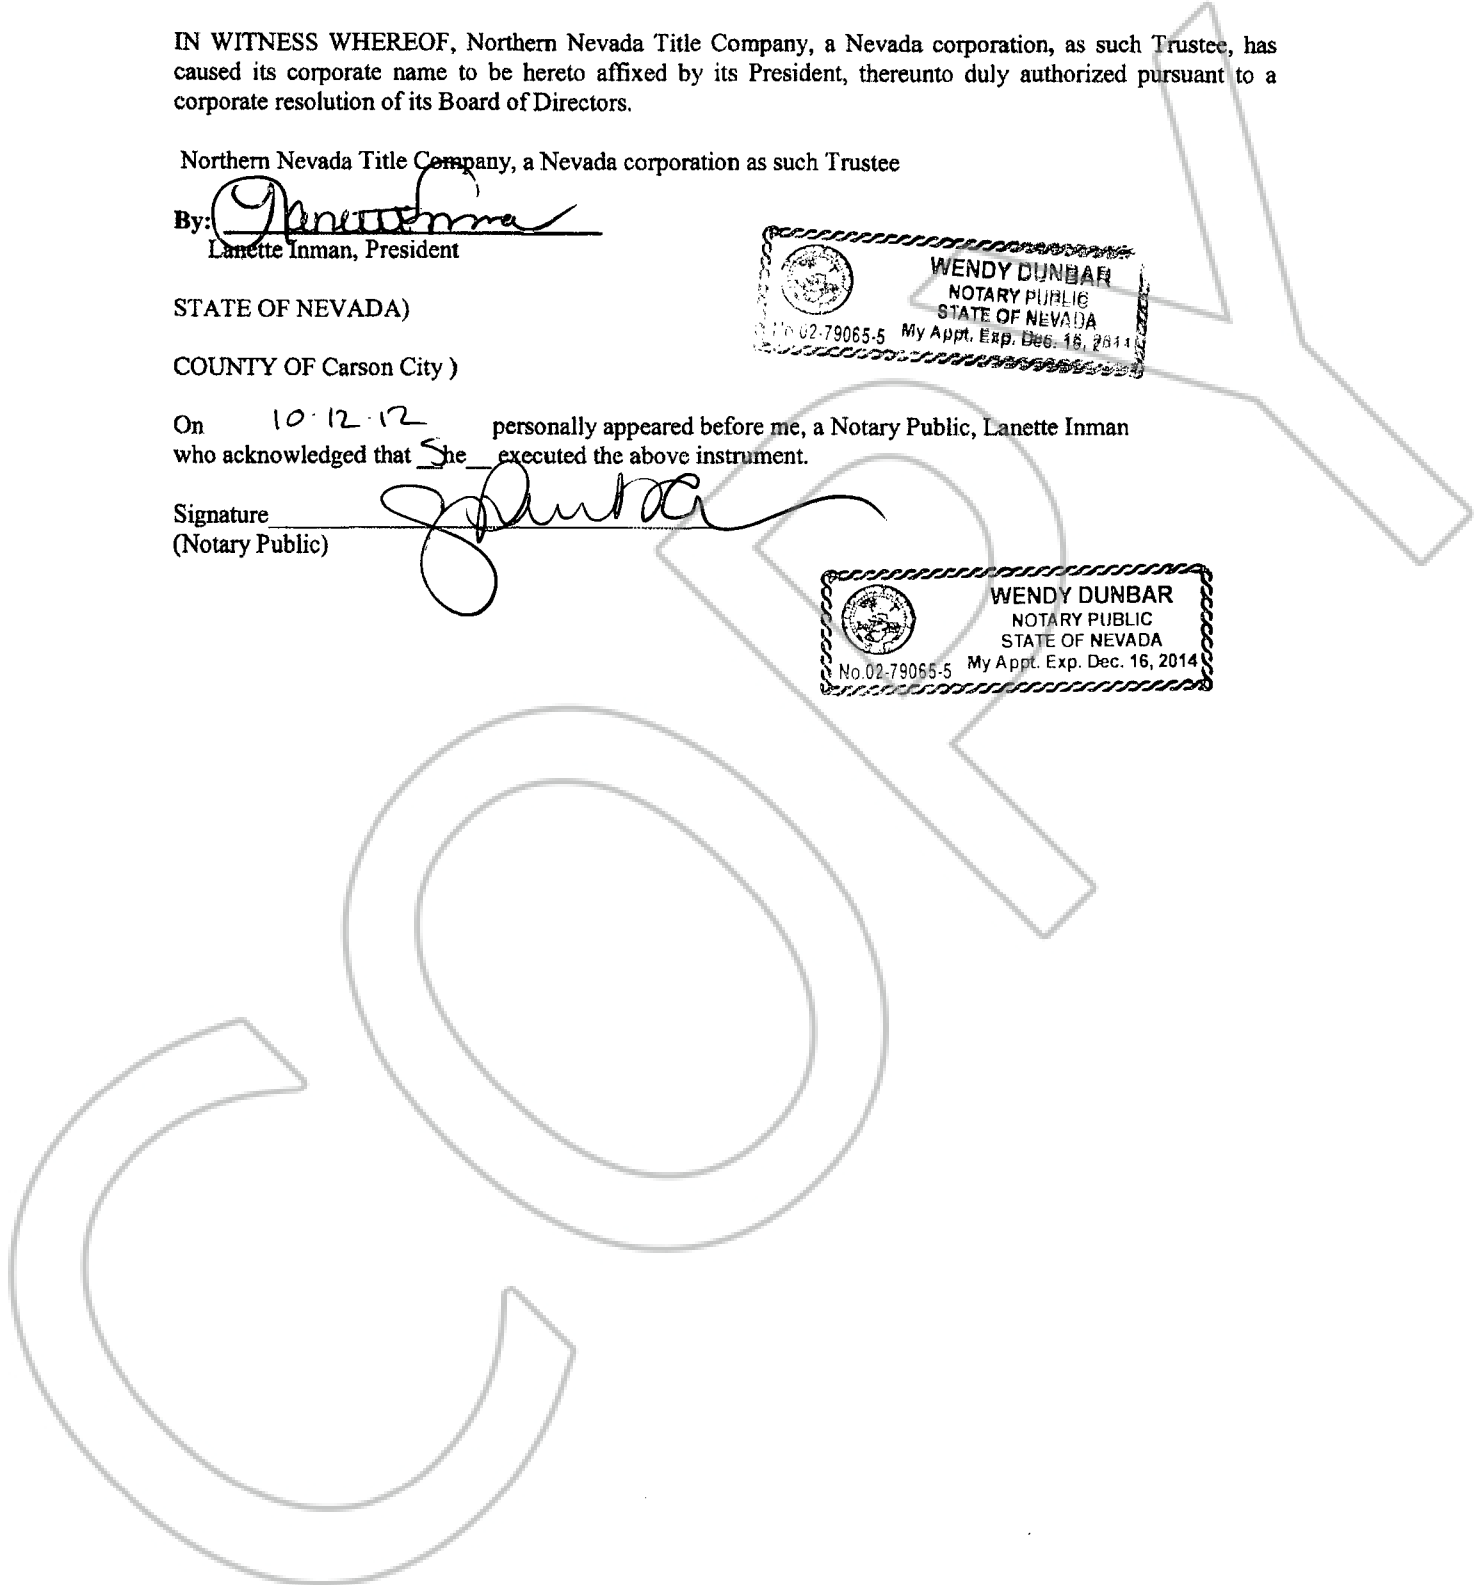 IN WITNESS WHEREOF, Northern Nevada Title Company, a Nevada corporation, as such Trustee, has
caused its corporate name to be hereto affixed by its President, thereunto duly authorized pursuant to a
corporate resolution of its Board of Directors.
Northern Nevada Title Company, a Nevada corporation as such Trustee
By: Lanette Inman
Lanette Inman, President
WENDY DUNBAR
NOTARY PUBLIC
STATE OF NEVADA
No.02-79065-5 My Appt. Exp. Dec. 16, 2014
STATE OF NEVADA)
COUNTY OF Carson City )
On 10-12-12 personally appeared before me, a Notary Public, Lanette Inman
who acknowledged that She executed the above instrument.
Signature
(Notary Public)
WENDY DUNBAR
NOTARY PUBLIC
STATE OF NEVADA
No.02-79065-5 My Appt. Exp. Dec. 16, 2014
COPY